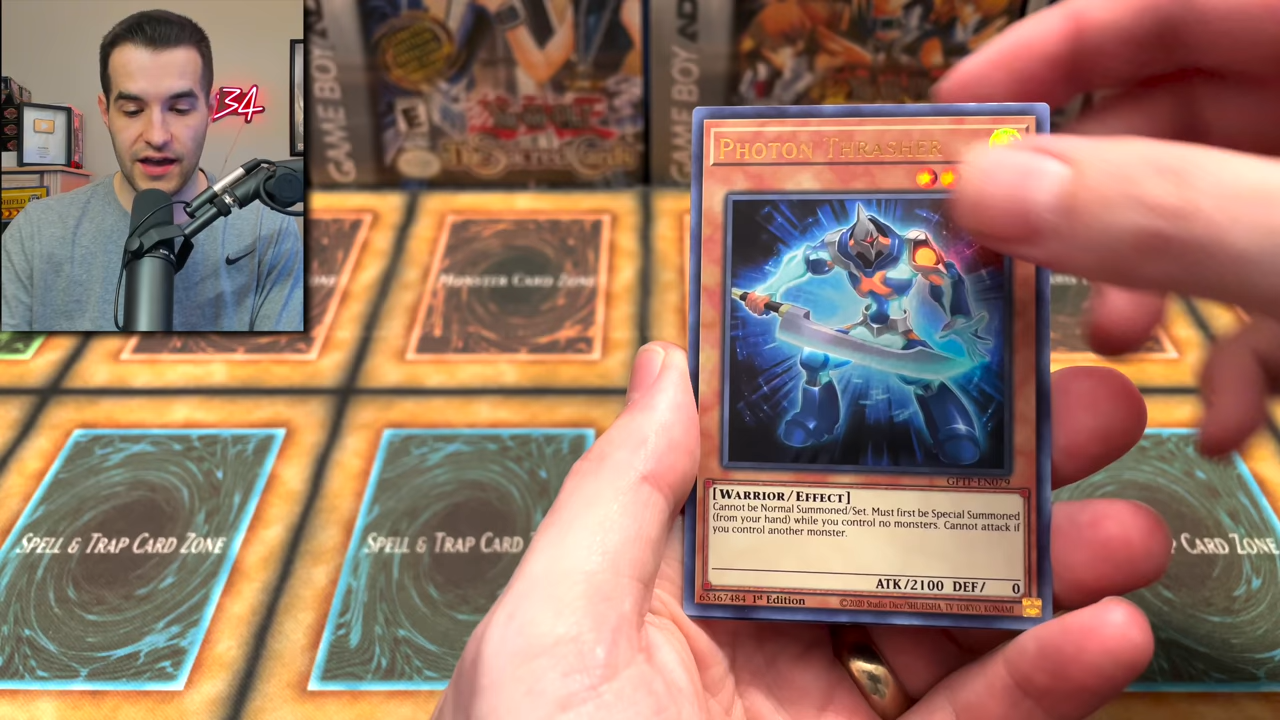 34
GAME BOY AD
GAME BOY AD
E
SHIELD
PHOTON THRASHER
MONSTER CARD ZONE
GFTP-EN079
[WARRIOR/EFFECT]
Cannot be Normal Summoned/Set. Must first be Special Summoned
(from your hand) while you control no monsters. Cannot attack if
you control another monster.
ATK/2100 DEF/ 0
65367484 1st Edition ©2020 Studio Dice/SHUEISHA, TV TOKYO, KONAMI
SPELL & TRAP CARD ZONE
SPELL & TRAP CARD
CARD ZONE